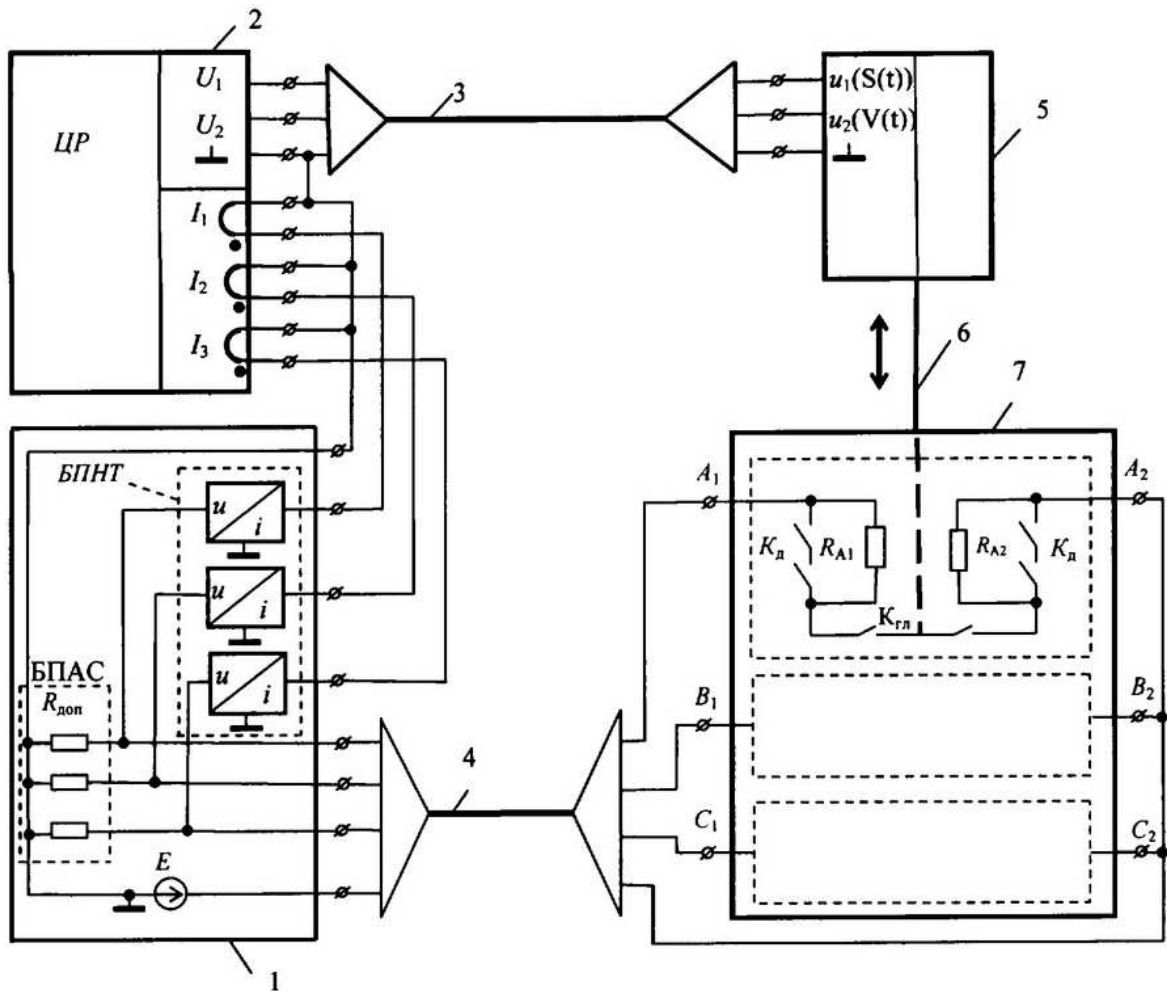 2
U₁
u₁(S(t))
3
ЦР
U₂
u₂(V(t))
5
I₁
I₂
6
I₃
7
БПНТ
A₁
A₂
u
i
Kд
RA1
RA2
Kд
u
i
Kгл
БПАС
u
i
Rдоп
B₁
B₂
4
C₁
C₂
E
1